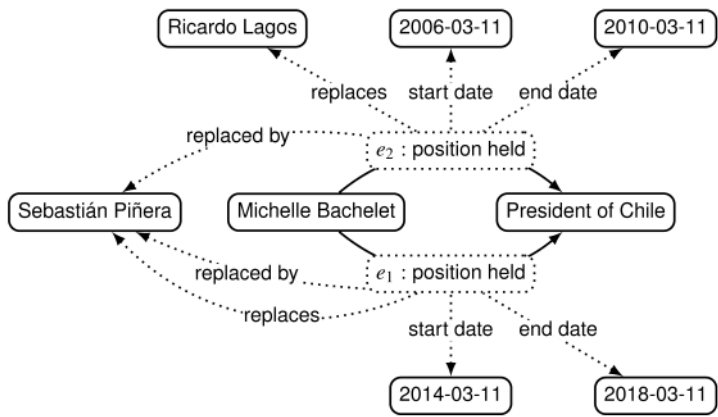 Ricardo Lagos
2006-03-11
2010-03-11
replaces
start date
end date
replaced by
e₂ : position held
Sebastián Piñera
Michelle Bachelet
President of Chile
replaced by
e₁ : position held
replaces
start date
end date
2014-03-11
2018-03-11